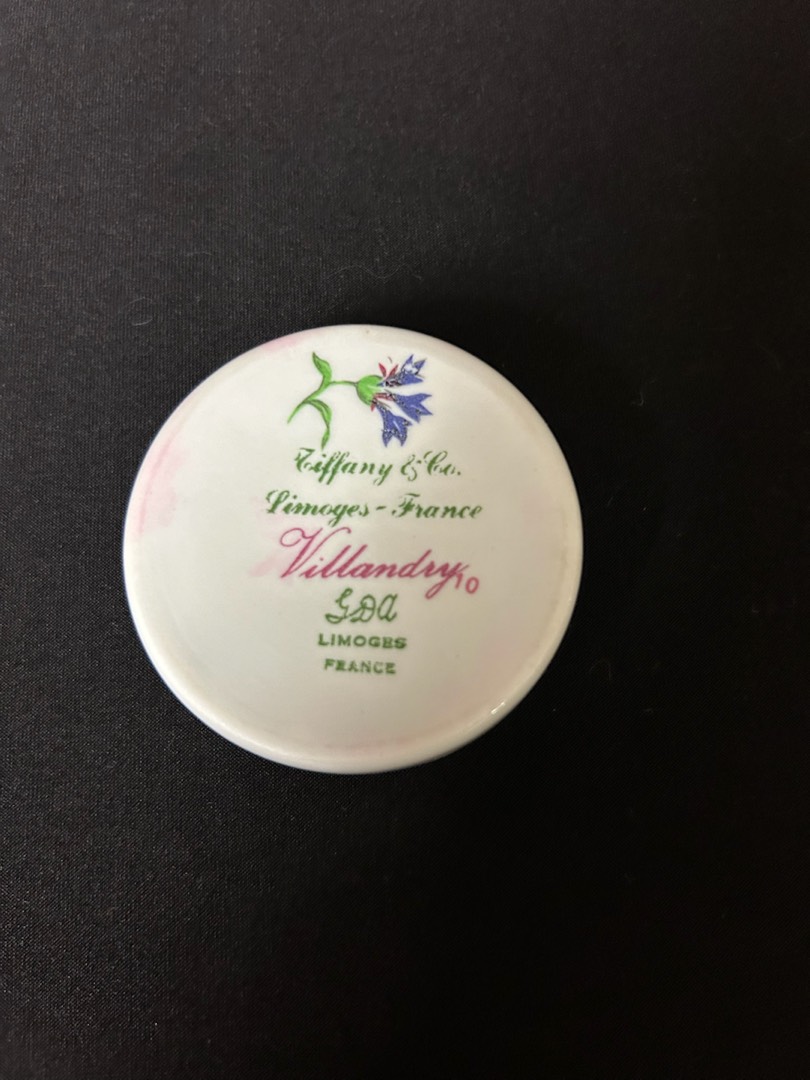 Tiffany & Co.
Limoges-France
Villandry 10
GDA
LIMOGES
FRANCE